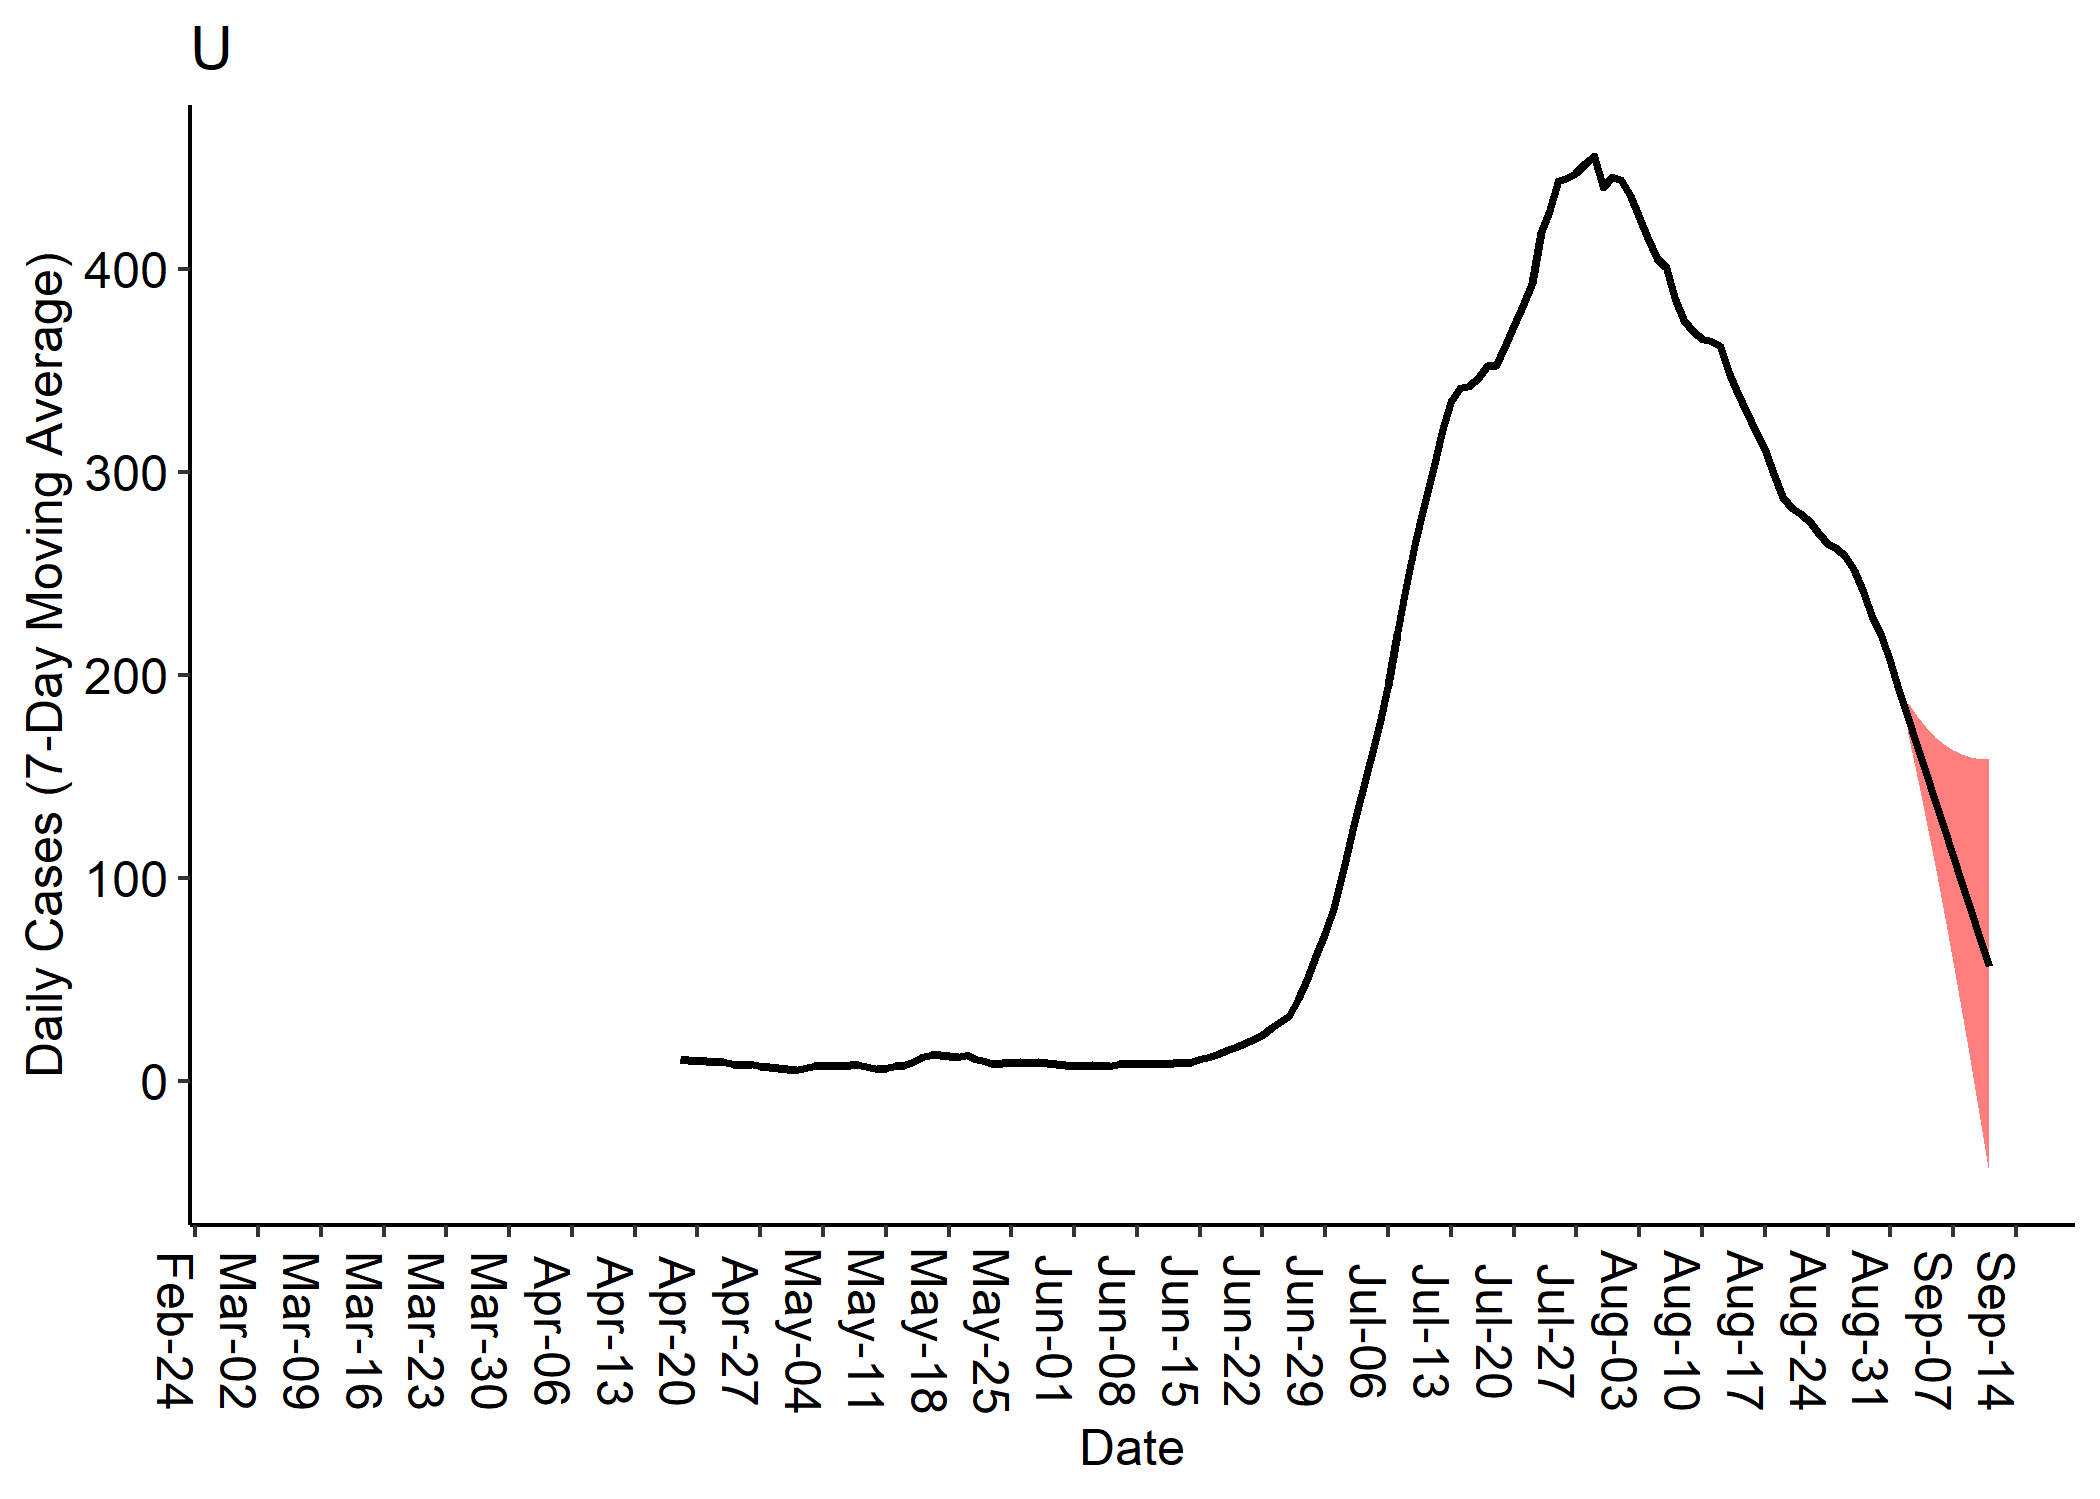 U
Daily Cases (7-Day Moving Average)
400
300
200
100
0
Feb-24
Mar-02
Mar-09
Mar-16
Mar-23
Mar-30
Apr-06
Apr-13
Apr-20
Apr-27
May-04
May-11
May-18
May-25
Jun-01
Jun-08
Jun-15
Jun-22
Jun-29
Jul-06
Jul-13
Jul-20
Jul-27
Aug-03
Aug-10
Aug-17
Aug-24
Aug-31
Sep-07
Sep-14
Date